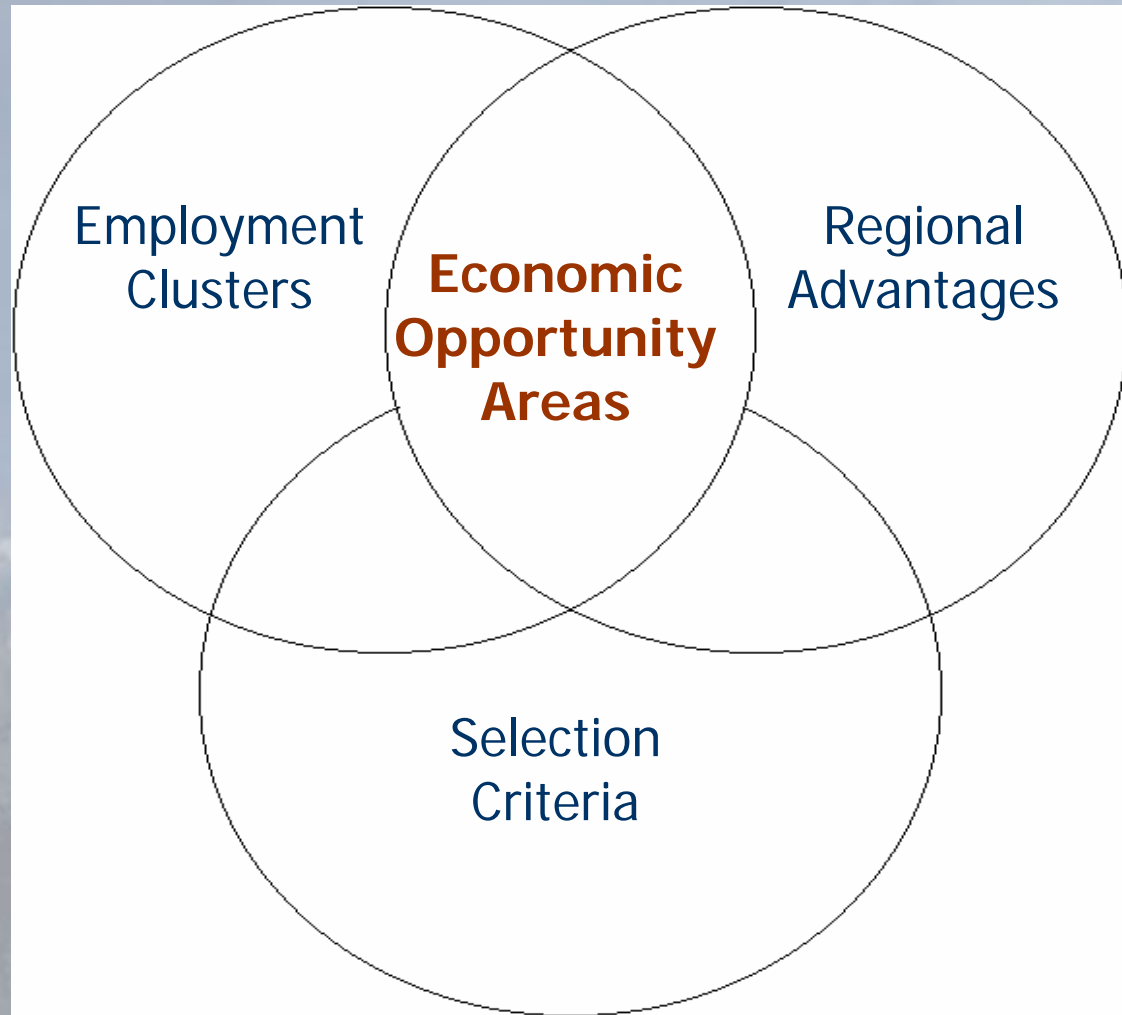 Employment
Clusters
Economic
Opportunity
Areas
Regional
Advantages
Selection
Criteria